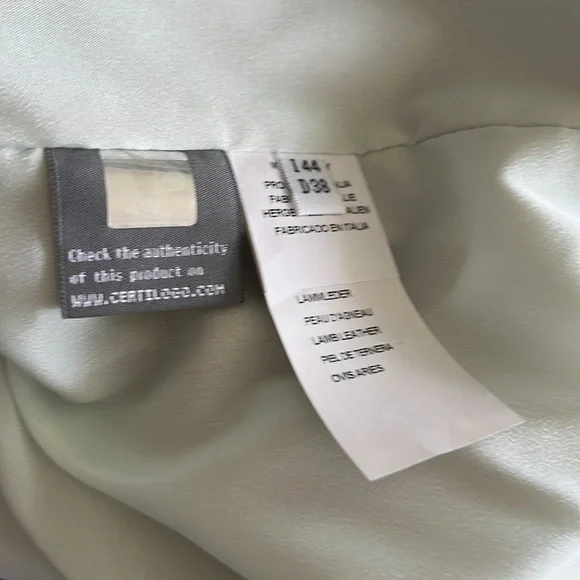 Check the authenticity
of this product on
WWW.CERTILOGO.COM
I 44
D 38
FABRICADO EN ITALIA
LAMMLEDER
PEAU D'AGNEAU
LAMB LEATHER
PIEL DE TERNERA
OVIS ARIES